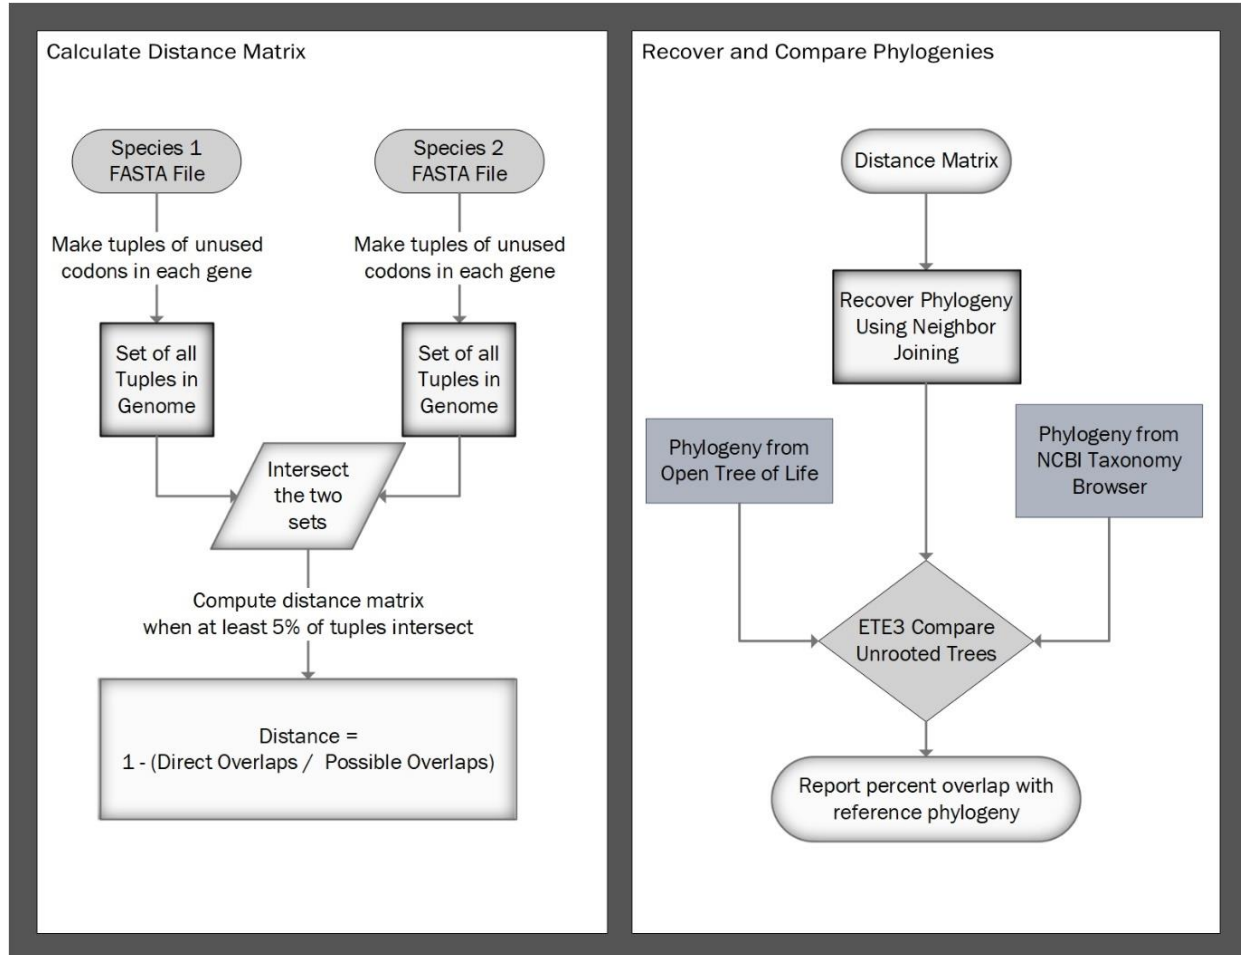 Calculate Distance Matrix
Species 1
FASTA File
Species 2
FASTA File
Make tuples of unused
codons in each gene
Make tuples of unused
codons in each gene
Set of all
Tuples in
Genome
Set of all
Tuples in
Genome
Intersect
the two
sets
Compute distance matrix
when at least 5% of tuples intersect
Distance =
1 - (Direct Overlaps / Possible Overlaps)
Recover and Compare Phylogenies
Distance Matrix
Recover Phylogeny
Using Neighbor
Joining
Phylogeny from
Open Tree of Life
Phylogeny from
NCBI Taxonomy
Browser
ETE3 Compare
Unrooted Trees
Report percent overlap with
reference phylogeny